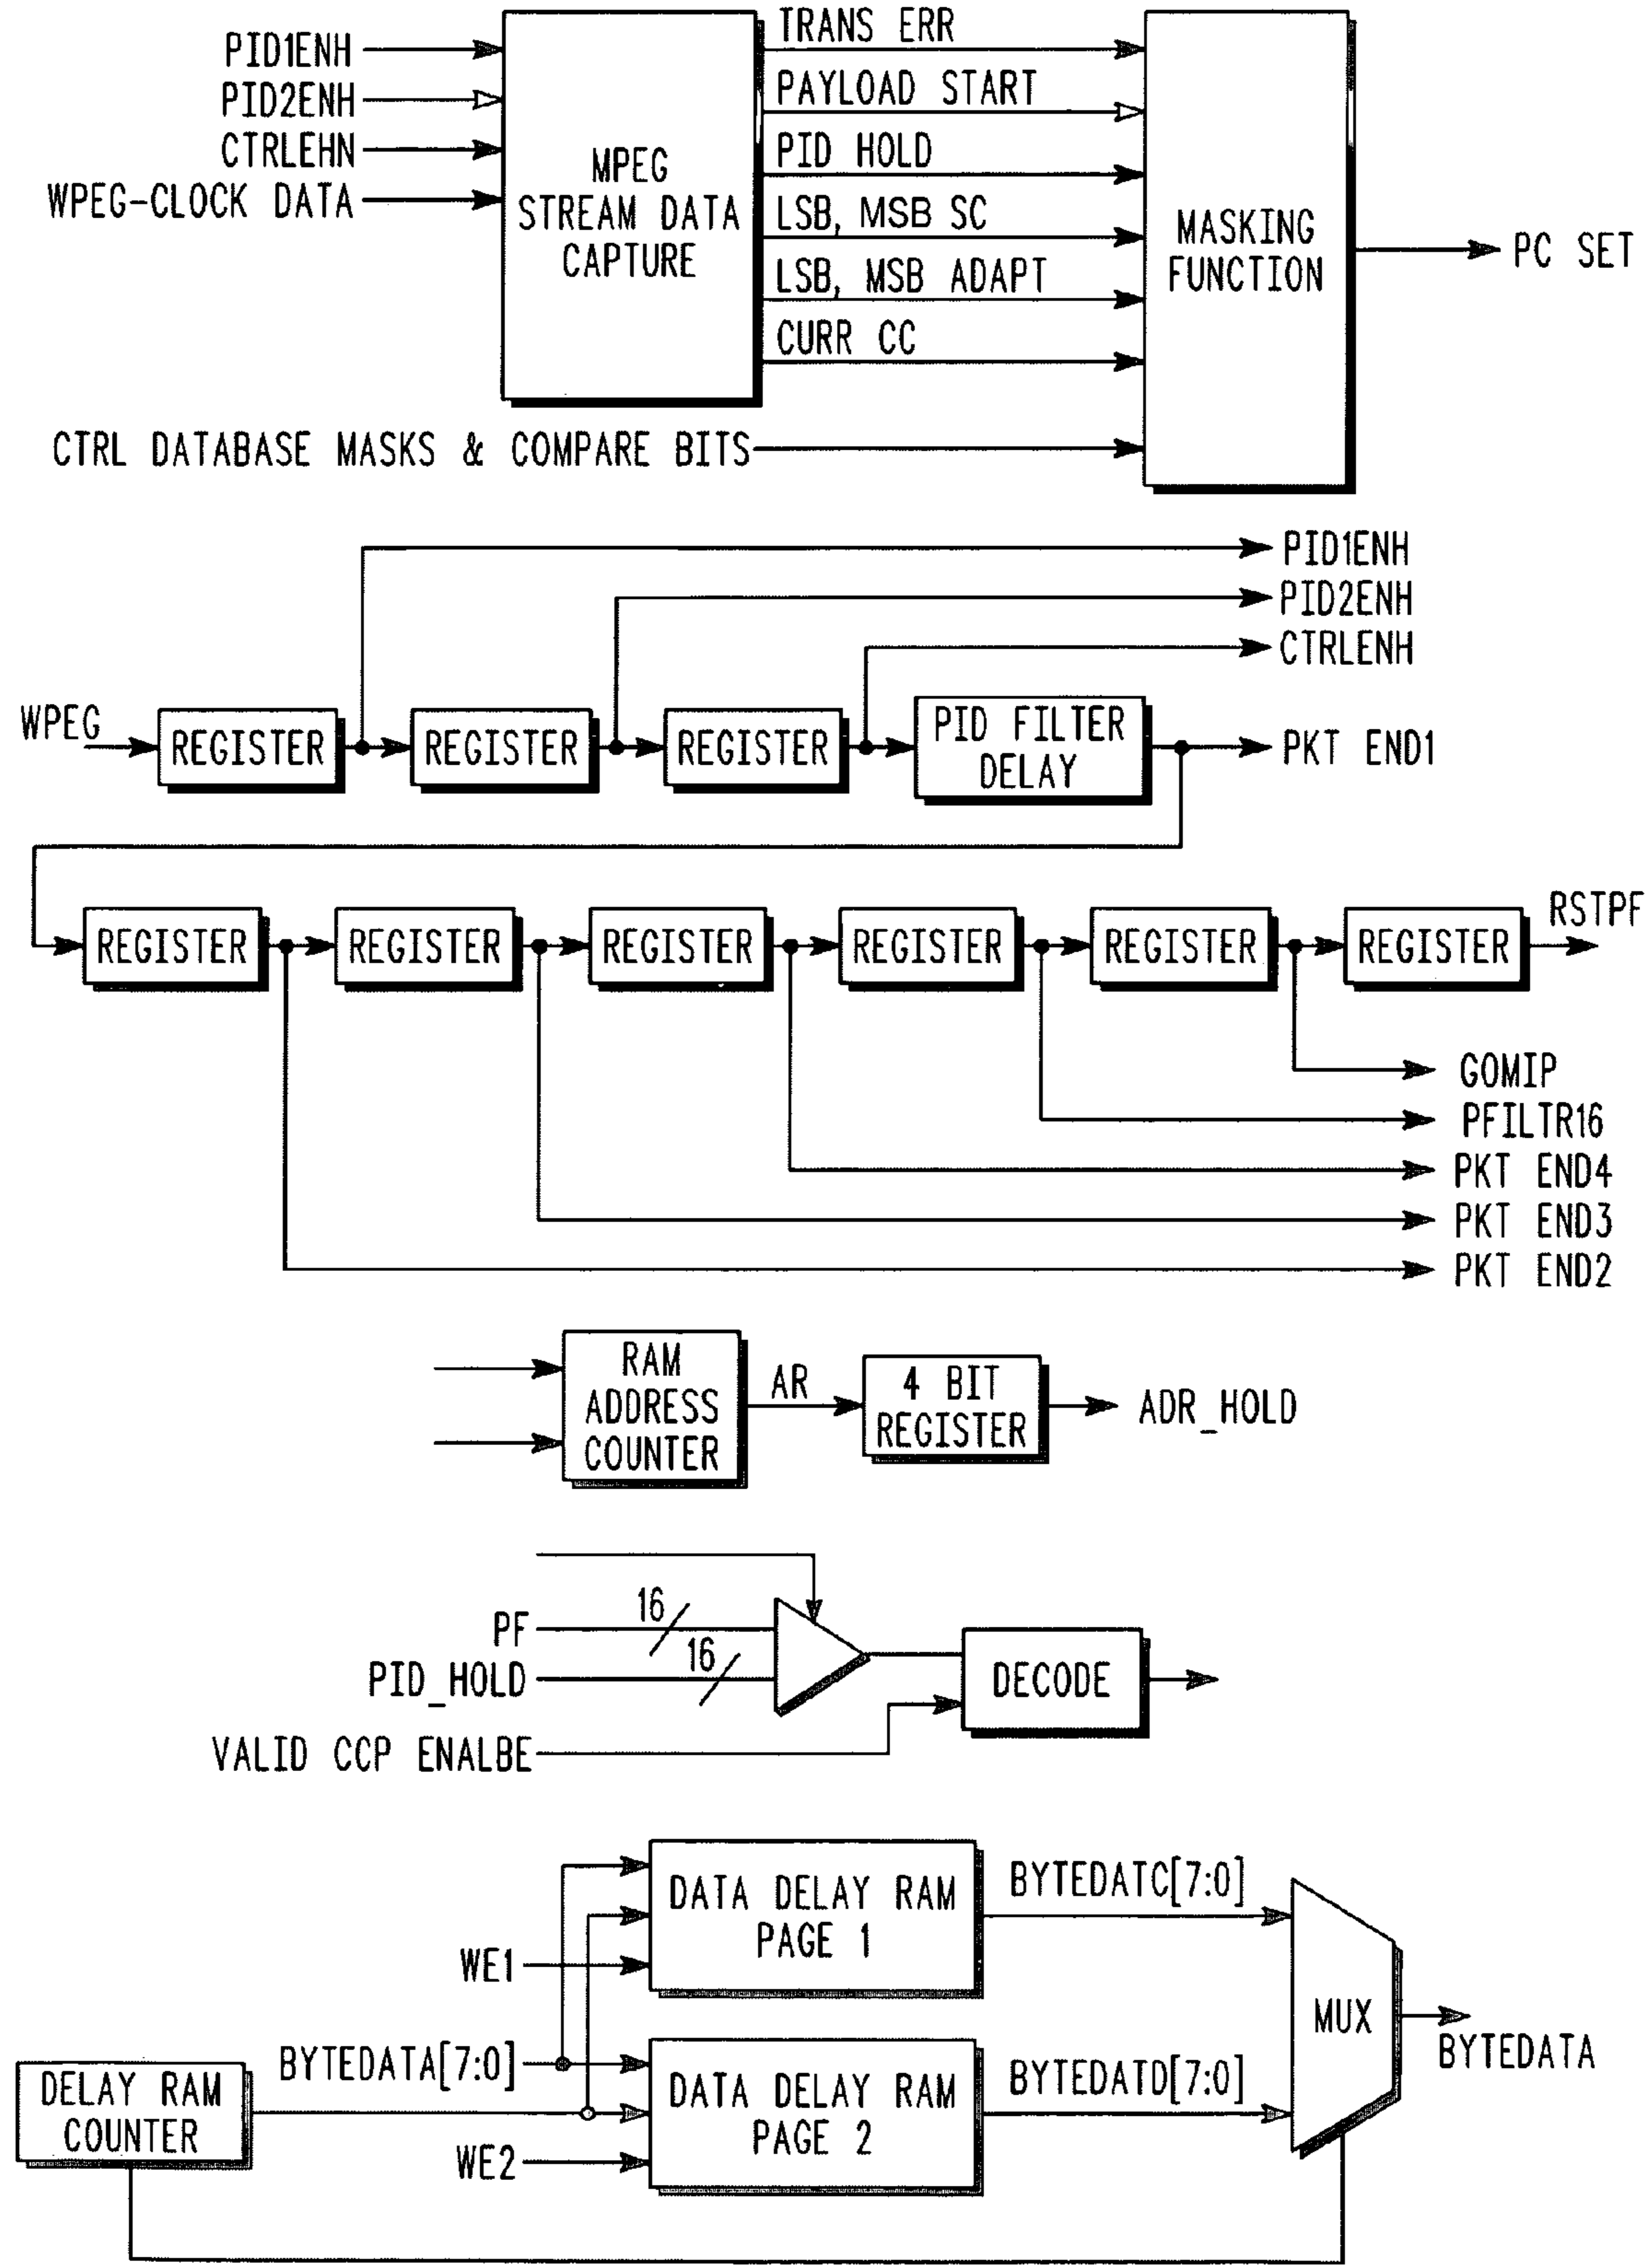 PID1ENH
PID2ENH
CTRLEHN
WPEG-CLOCK DATA
MPEG
STREAM DATA
CAPTURE
TRANS ERR
PAYLOAD START
PID HOLD
LSB, MSB SC
LSB, MSB ADAPT
CURR CC
MASKING
FUNCTION
PC SET
CTRL DATABASE MASKS & COMPARE BITS
PID1ENH
PID2ENH
CTRLENH
WPEG
REGISTER
REGISTER
REGISTER
PID FILTER
DELAY
PKT END1
REGISTER
REGISTER
REGISTER
REGISTER
REGISTER
REGISTER
RSTPF
GOMIP
PFILTR16
PKT END4
PKT END3
PKT END2
RAM
ADDRESS
COUNTER
AR
4 BIT
REGISTER
ADR_HOLD
PF
16
PID_HOLD
16
VALID CCP ENALBE
DECODE
DATA DELAY RAM
PAGE 1
BYTEDATC[7:0]
WE1
MUX
BYTEDATA
BYTEDATA[7:0]
DATA DELAY RAM
PAGE 2
BYTEDATD[7:0]
DELAY RAM
COUNTER
WE2